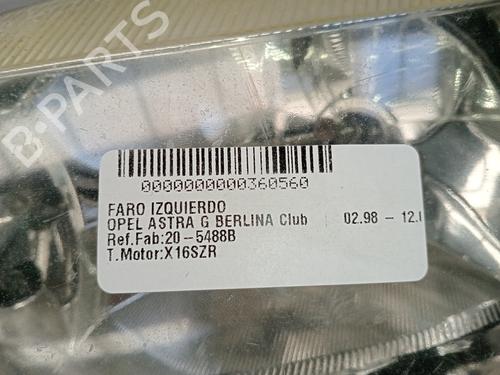 B-PARTS
0000000000360560
FARO IZQUIERDO
OPEL ASTRA G BERLINA Club 02.98 - 12.
Ref.Fab:20-5488B
T.Motor:X16SZR